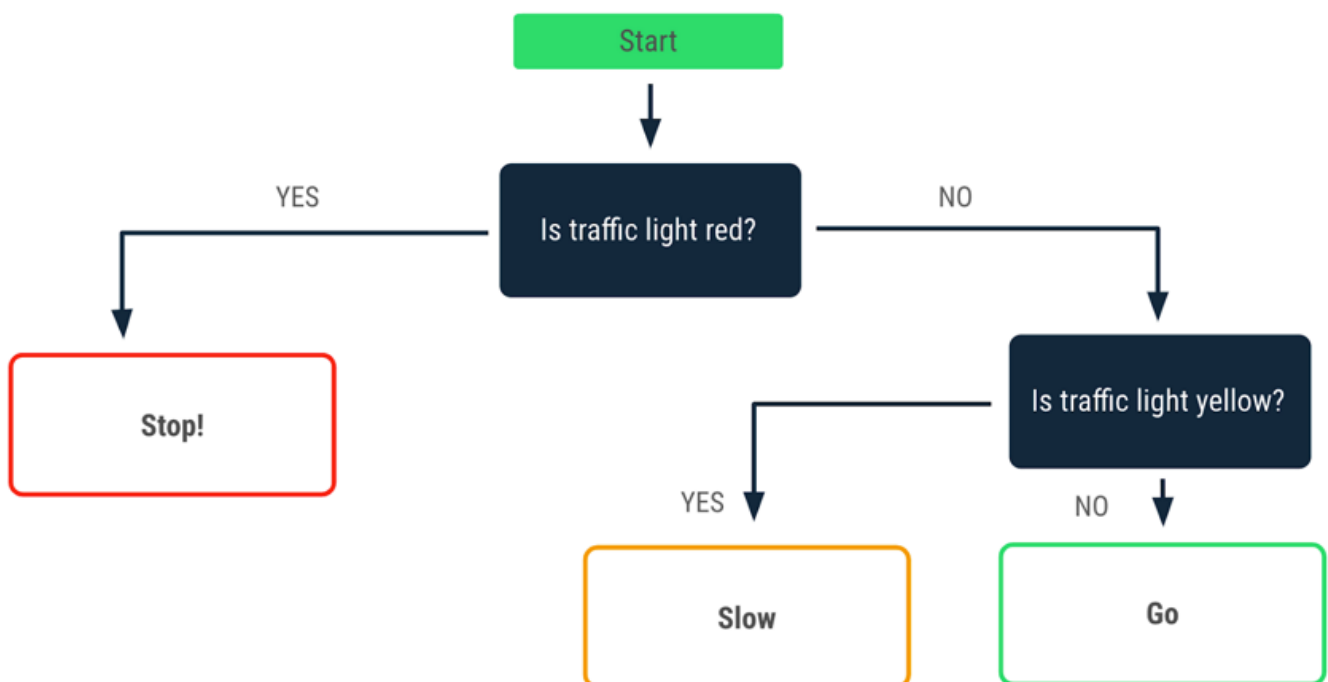 Start
YES
NO
Is traffic light red?
Is traffic light yellow?
Stop!
YES
NO
Slow
Go